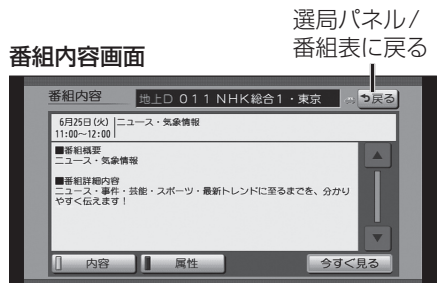 選局パネル/
番組表に戻る
番組内容画面
番組内容
地上D 011 NHK総合1・東京
戻る
6月25日(火)
11:00~12:00
ニュース・気象情報
■番組概要
ニュース・気象情報
■番組詳細内容
ニュース・事件・芸能・スポーツ・最新トレンドに至るまでを、分かり
やすく伝えます!
内容
属性
今すぐ見る